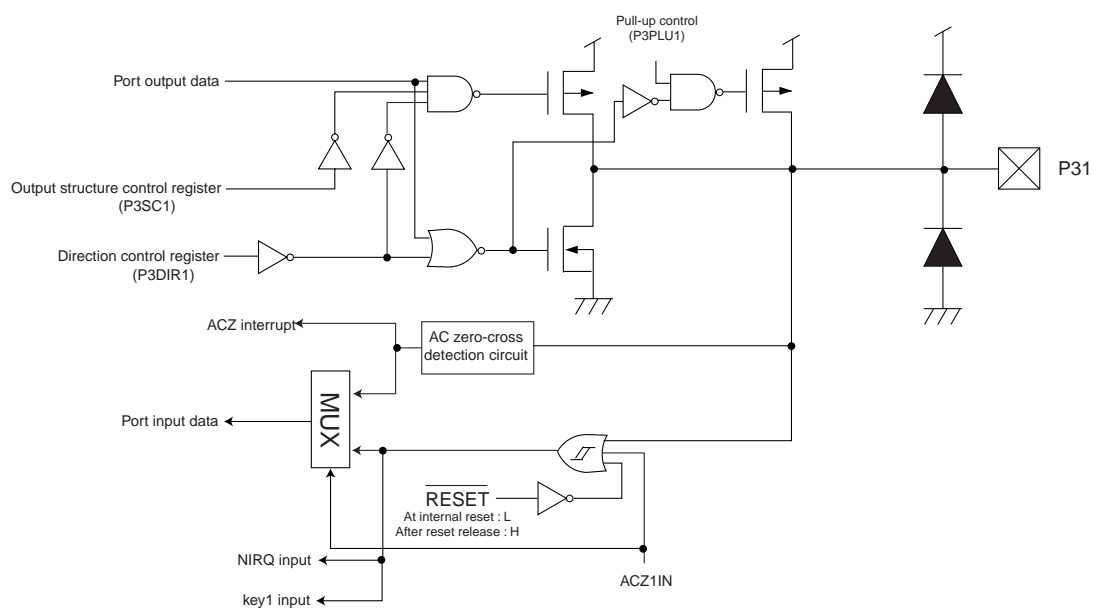 Pull-up control
(P3PLU1)
Port output data
P31
Output structure control register
(P3SC1)
Direction control register
(P3DIR1)
ACZ interrupt
AC zero-cross
detection circuit
MUX
Port input data
RESET
At internal reset : L
After reset release : H
NIRQ input
ACZ1IN
key1 input